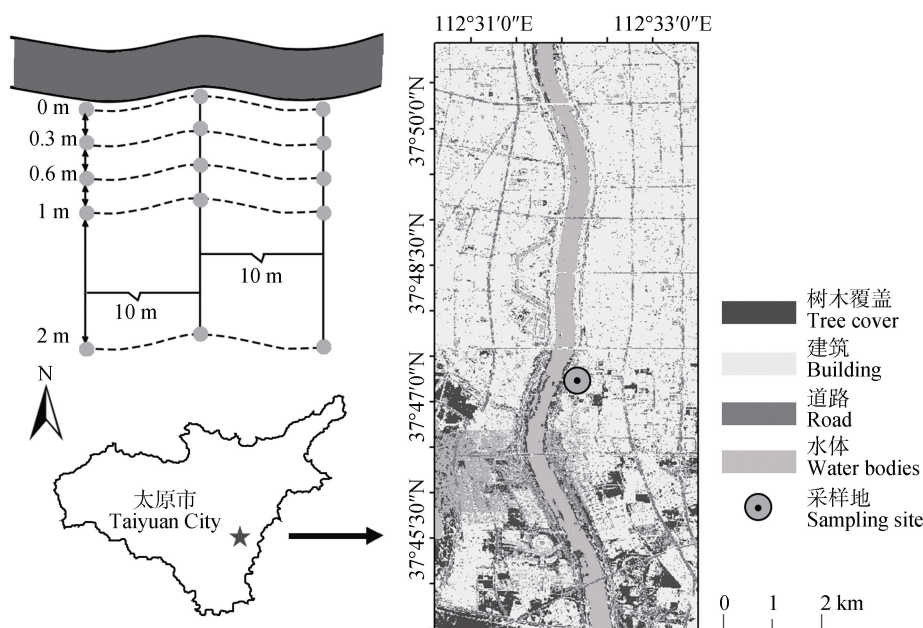 0 m
0.3 m
0.6 m
1 m
10 m
10 m
2 m
N
太原市
Taiyuan City
112°31′0″E
112°33′0″E
37°50′0″N
37°48′30″N
37°47′0″N
37°45′30″N
树木覆盖
Tree cover
建筑
Building
道路
Road
水体
Water bodies
采样地
Sampling site
0 1 2 km